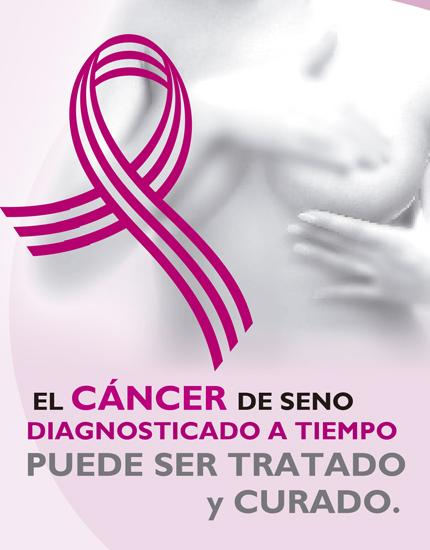 EL CÁNCER DE SENO
DIAGNOSTICADO A TIEMPO
PUEDE SER TRATADO
y CURADO.